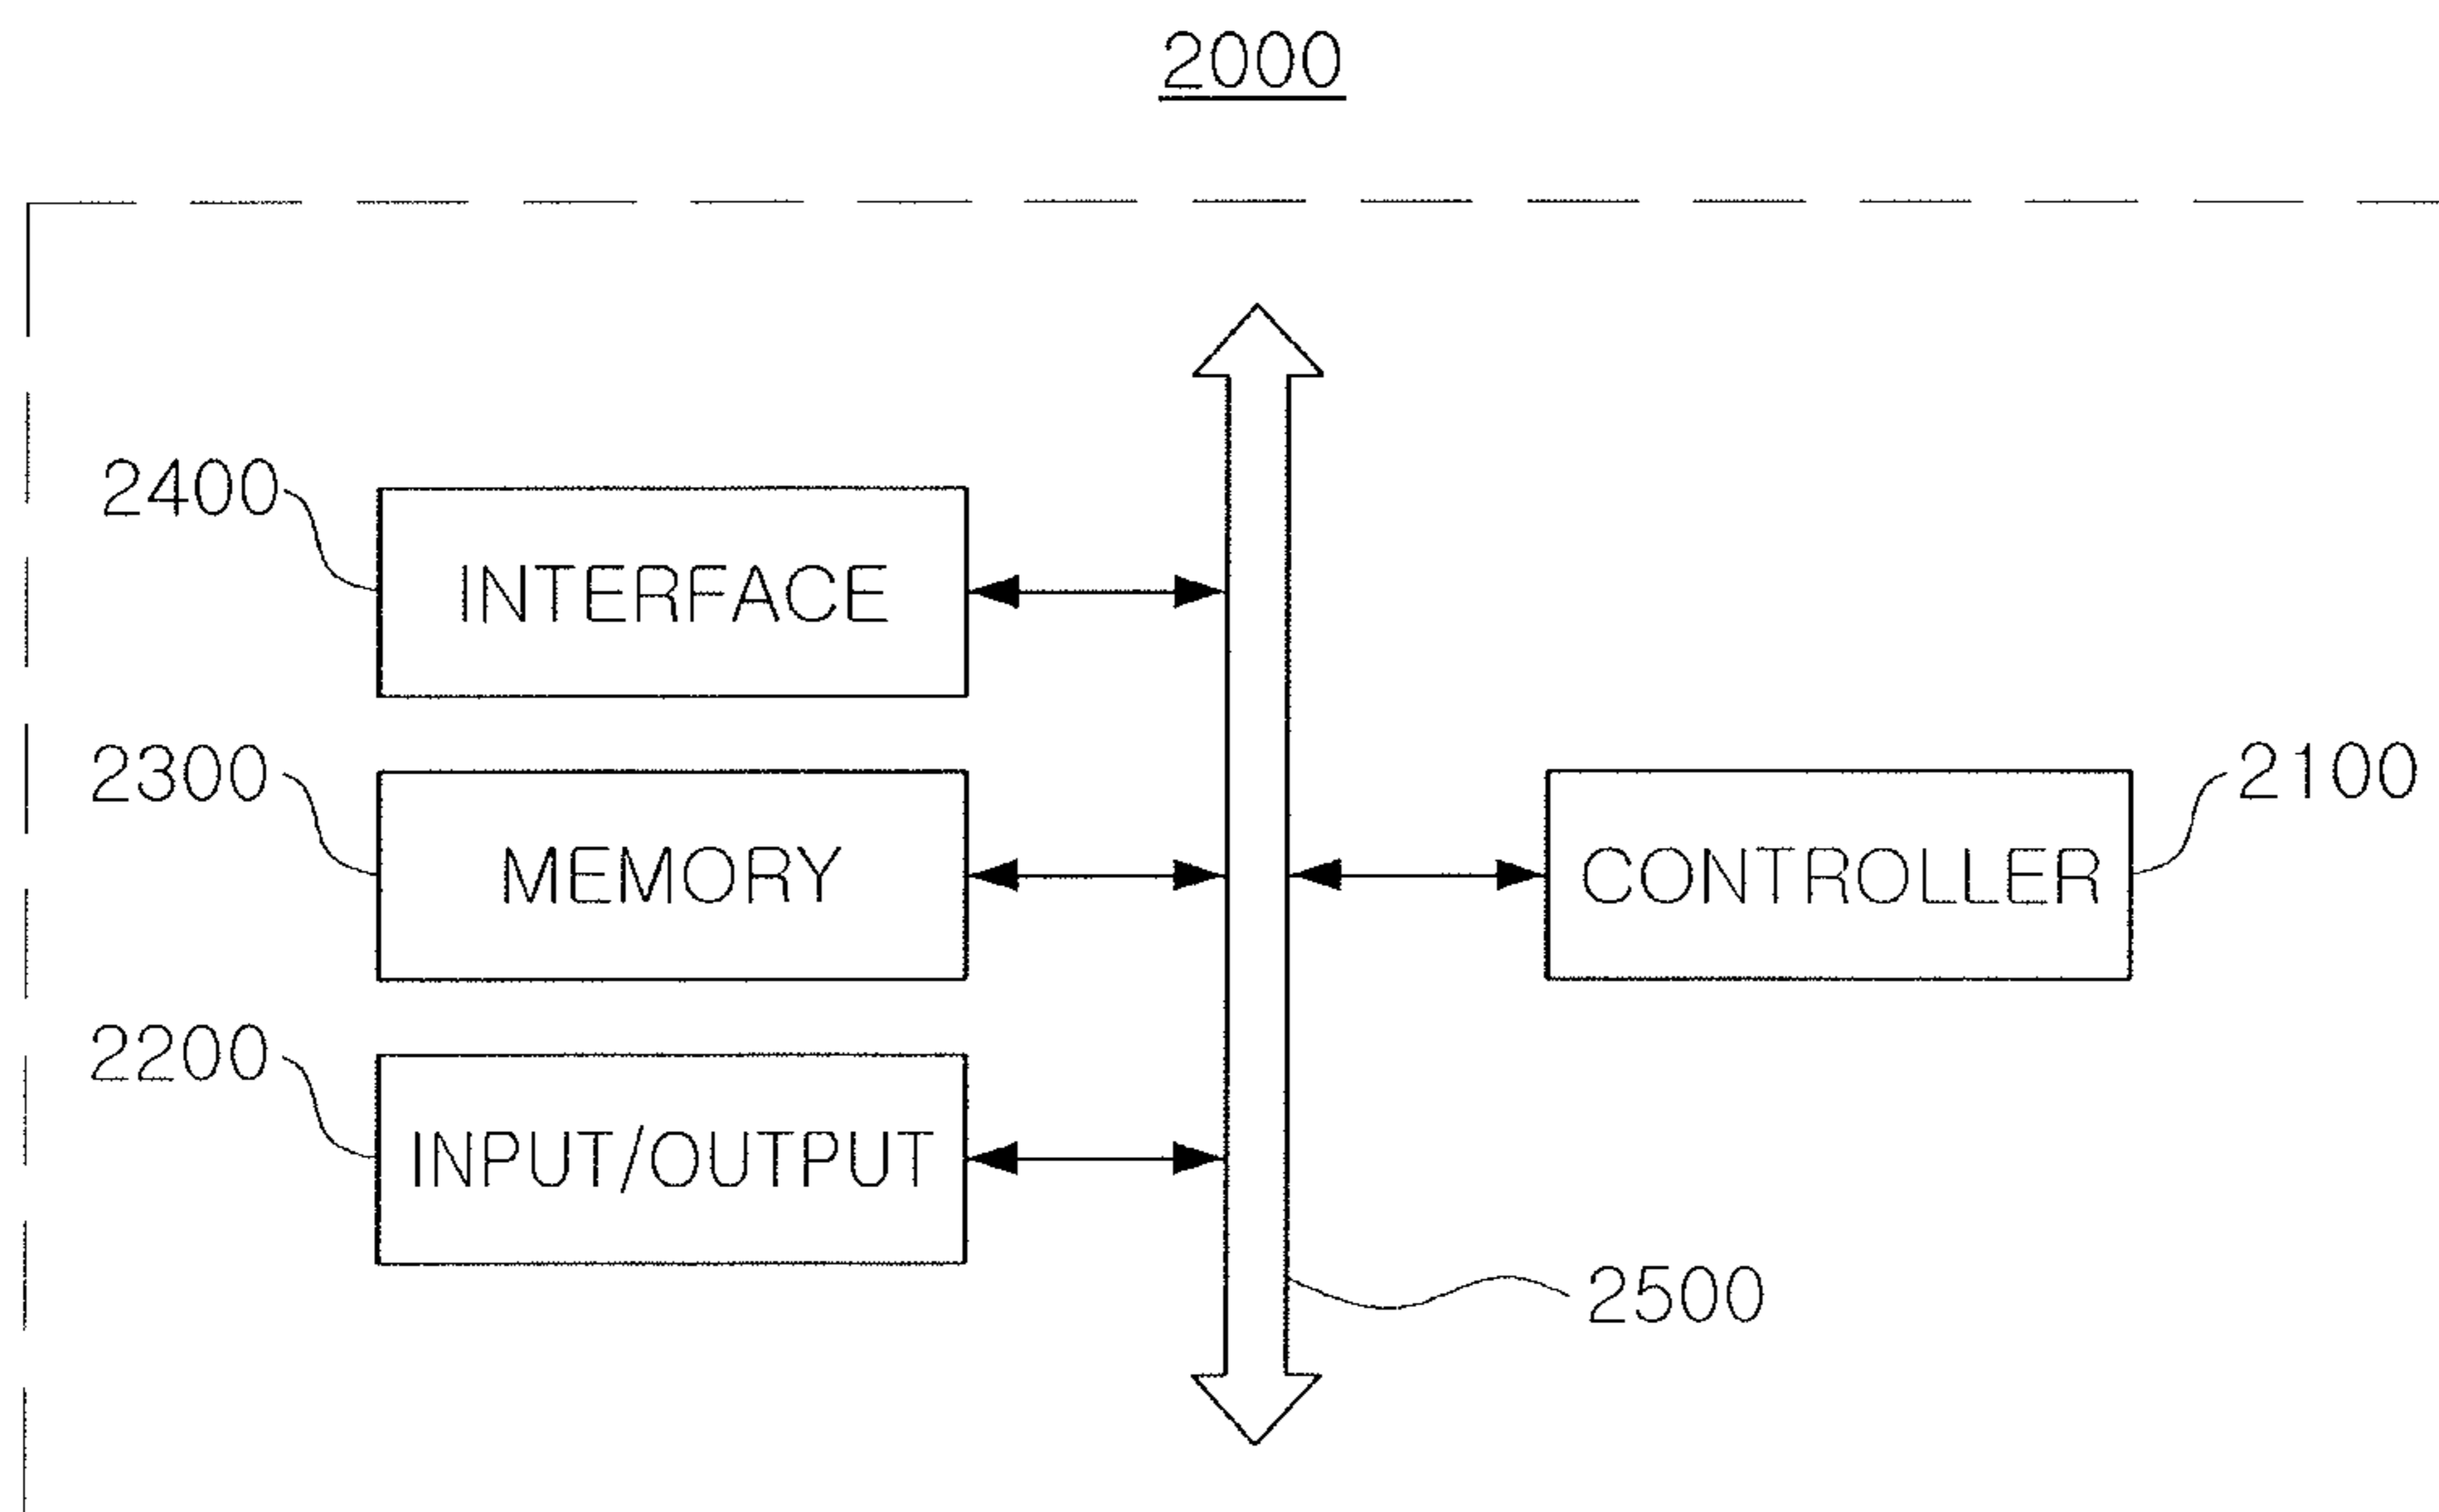 2000
2400
INTERFACE
2300
MEMORY
2100
CONTROLLER
2200
INPUT/OUTPUT
2500